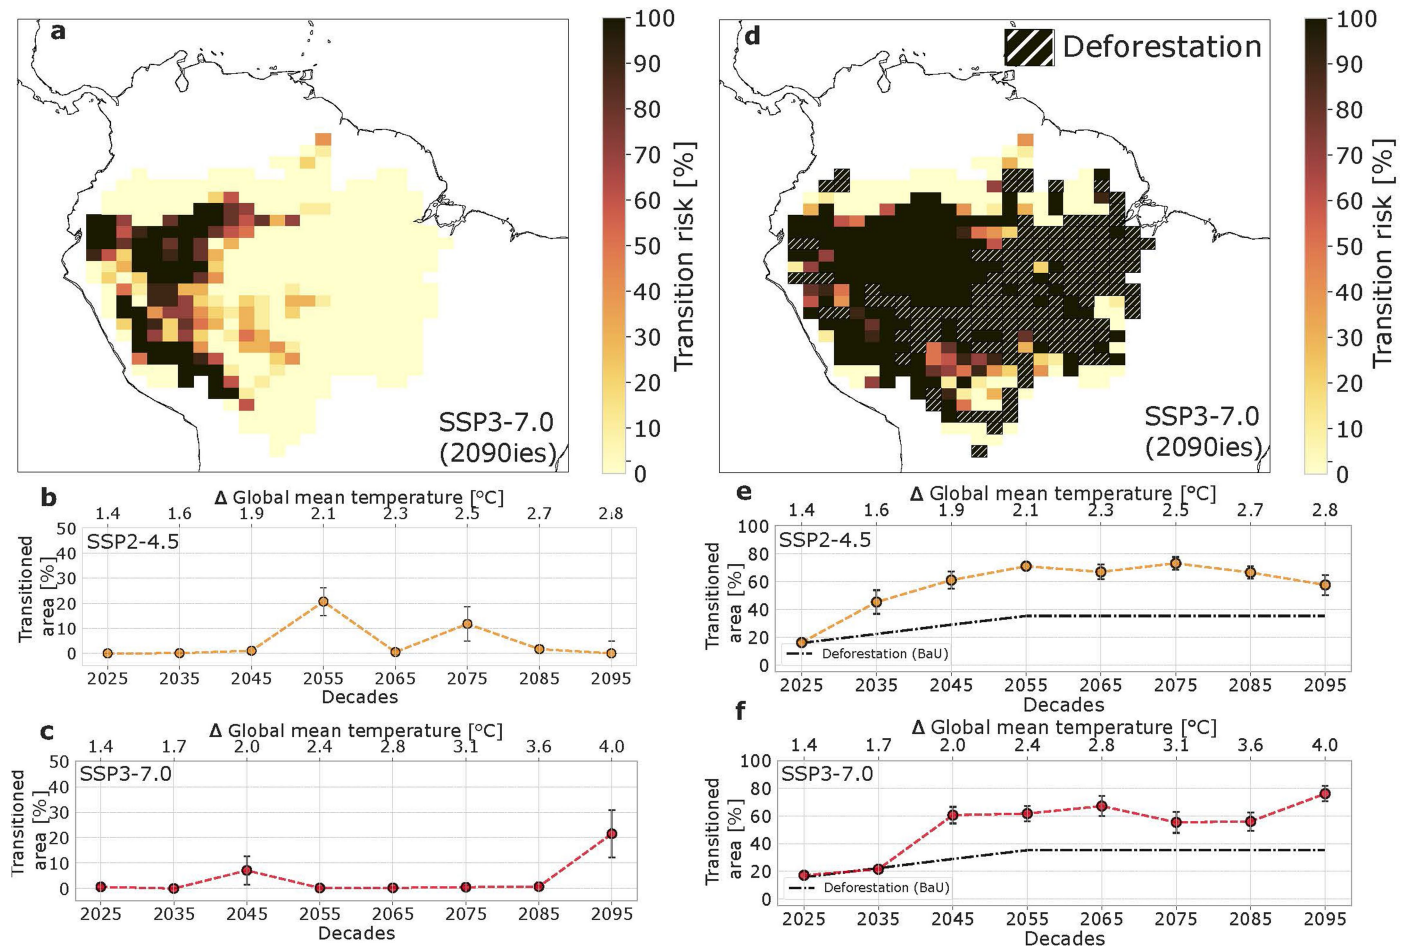 a
100
90
80
70
60
50
40
30
20
10
0
Transition risk [%]
SSP3-7.0
(2090ies)
d
Deforestation
100
90
80
70
60
50
40
30
20
10
0
Transition risk [%]
SSP3-7.0
(2090ies)
b
Δ Global mean temperature [°C]
1.4 1.6 1.9 2.1 2.3 2.5 2.7 2.8
SSP2-4.5
Transitioned
area [%]
50
40
30
20
10
0
2025 2035 2045 2055 2065 2075 2085 2095
Decades
c
Δ Global mean temperature [°C]
1.4 1.7 2.0 2.4 2.8 3.1 3.6 4.0
SSP3-7.0
Transitioned
area [%]
50
40
30
20
10
0
2025 2035 2045 2055 2065 2075 2085 2095
Decades
e
Δ Global mean temperature [°C]
1.4 1.6 1.9 2.1 2.3 2.5 2.7 2.8
SSP2-4.5
Transitioned
area [%]
100
80
60
40
20
0
Deforestation (BaU)
2025 2035 2045 2055 2065 2075 2085 2095
Decades
f
Δ Global mean temperature [°C]
1.4 1.7 2.0 2.4 2.8 3.1 3.6 4.0
SSP3-7.0
Transitioned
area [%]
100
80
60
40
20
0
Deforestation (BaU)
2025 2035 2045 2055 2065 2075 2085 2095
Decades